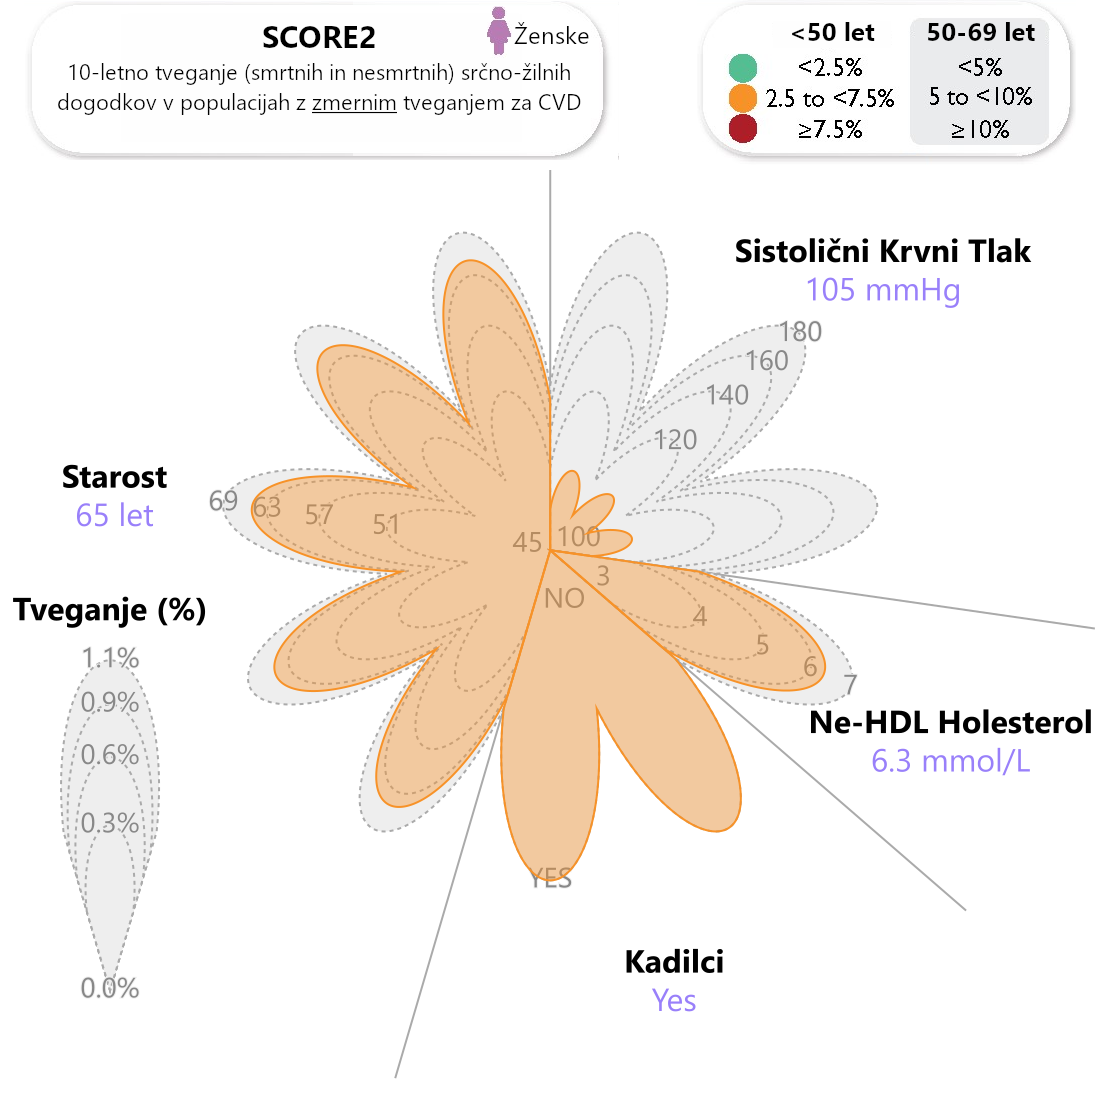 SCORE2
Ženske
10-letno tveganje (smrtnih in nesmrtnih) srčno-žilnih
dogodkov v populacijah z zmernim tveganjem za CVD
<50 let 50-69 let
<2.5% <5%
2.5 to <7.5% 5 to <10%
≥7.5% ≥10%
Sistolični Krvni Tlak
105 mmHg
180
160
140
120
100
Starost
65 let
69 63 57 51 45
Tveganje (%)
1.1%
0.9%
0.6%
0.3%
0.0%
3
4
5
6
7
Ne-HDL Holesterol
6.3 mmol/L
NO
YES
Kadilci
Yes